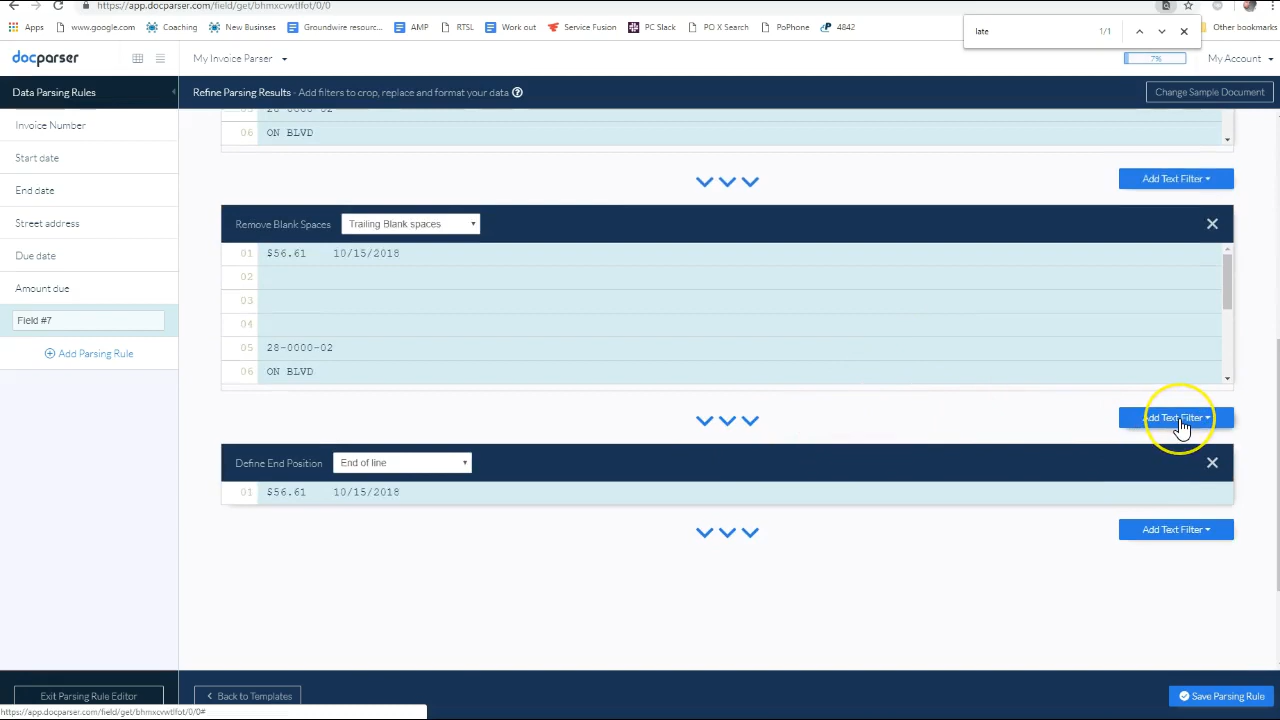 https://app.docparser.com/field/get/bhmxcvwtlfot/0/0
Apps www.google.com Coaching New Business Groundwire resourc... AMP RTSL Work out Service Fusion PC Slack PO X Search PoPhone 4842 Other bookmarks
late 1/1
docparser My Invoice Parser 7% My Account
Data Parsing Rules
Refine Parsing Results - Add filters to crop, replace and format your data
Change Sample Document
Invoice Number
Start date
End date
Street address
Due date
Amount due
Field #7
Add Parsing Rule
06 ON BLVD
Add Text Filter
Remove Blank Spaces Trailing Blank spaces
01 $56.61 10/15/2018
02
03
04
05 28-0000-02
06 ON BLVD
Add Text Filter
Define End Position End of line
01 $56.61 10/15/2018
Add Text Filter
Exit Parsing Rule Editor
Back to Templates
Save Parsing Rule
https://app.docparser.com/field/get/bhmxcvwtlfot/0/0#